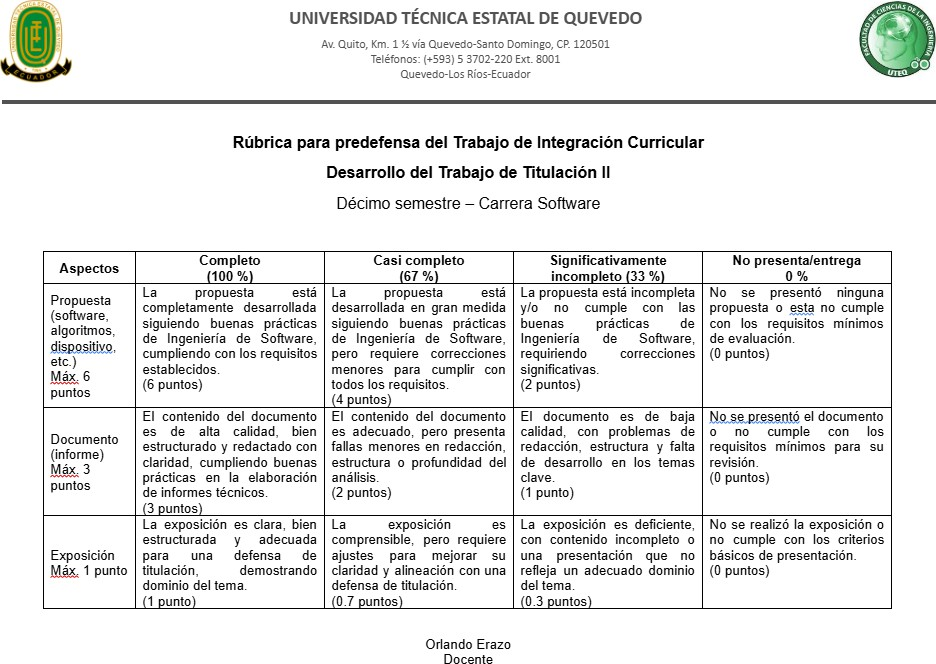 UNIVERSIDAD TÉCNICA ESTATAL DE QUEVEDO
Av. Quito, Km. 1 ½ vía Quevedo-Santo Domingo, CP. 120501
Teléfonos: (+593) 5 3702-220 Ext. 8001
Quevedo-Los Ríos-Ecuador
ECUADOR
FACULTAD DE CIENCIAS DE LA INGENIERÍA
UTEQ
Rúbrica para predefensa del Trabajo de Integración Curricular
Desarrollo del Trabajo de Titulación II
Décimo semestre – Carrera Software
Aspectos
Completo
(100 %)
Casi completo
(67 %)
Significativamente
incompleto (33 %)
No presenta/entrega
0 %
Propuesta
(software,
algoritmos,
dispositivo,
etc.)
Máx. 6
puntos
La propuesta está
completamente desarrollada
siguiendo buenas prácticas
de Ingeniería de Software,
cumpliendo con los requisitos
establecidos.
(6 puntos)
La propuesta está
desarrollada en gran medida
siguiendo buenas prácticas
de Ingeniería de Software,
pero requiere correcciones
menores para cumplir con
todos los requisitos.
(4 puntos)
La propuesta está incompleta
y/o no cumple con las
buenas prácticas de
Ingeniería de Software,
requiriendo correcciones
significativas.
(2 puntos)
No se presentó ninguna
propuesta o esta no cumple
con los requisitos mínimos
de evaluación.
(0 puntos)
Documento
(informe)
Máx. 3
puntos
El contenido del documento
es de alta calidad, bien
estructurado y redactado con
claridad, cumpliendo buenas
prácticas en la elaboración
de informes técnicos.
(3 puntos)
El contenido del documento
es adecuado, pero presenta
fallas menores en redacción,
estructura o profundidad del
análisis.
(2 puntos)
El documento es de baja
calidad, con problemas de
redacción, estructura y falta
de desarrollo en los temas
clave.
(1 punto)
No se presentó el documento
o no cumple con los
requisitos mínimos para su
revisión.
(0 puntos)
Exposición
Máx. 1 punto
La exposición es clara, bien
estructurada y adecuada
para una defensa de
titulación, demostrando
dominio del tema.
(1 punto)
La exposición es
comprensible, pero requiere
ajustes para mejorar su
claridad y alineación con una
defensa de titulación.
(0.7 puntos)
La exposición es deficiente,
con contenido incompleto o
una presentación que no
refleja un adecuado dominio
del tema.
(0.3 puntos)
No se realizó la exposición o
no cumple con los criterios
básicos de presentación.
(0 puntos)
Orlando Erazo
Docente